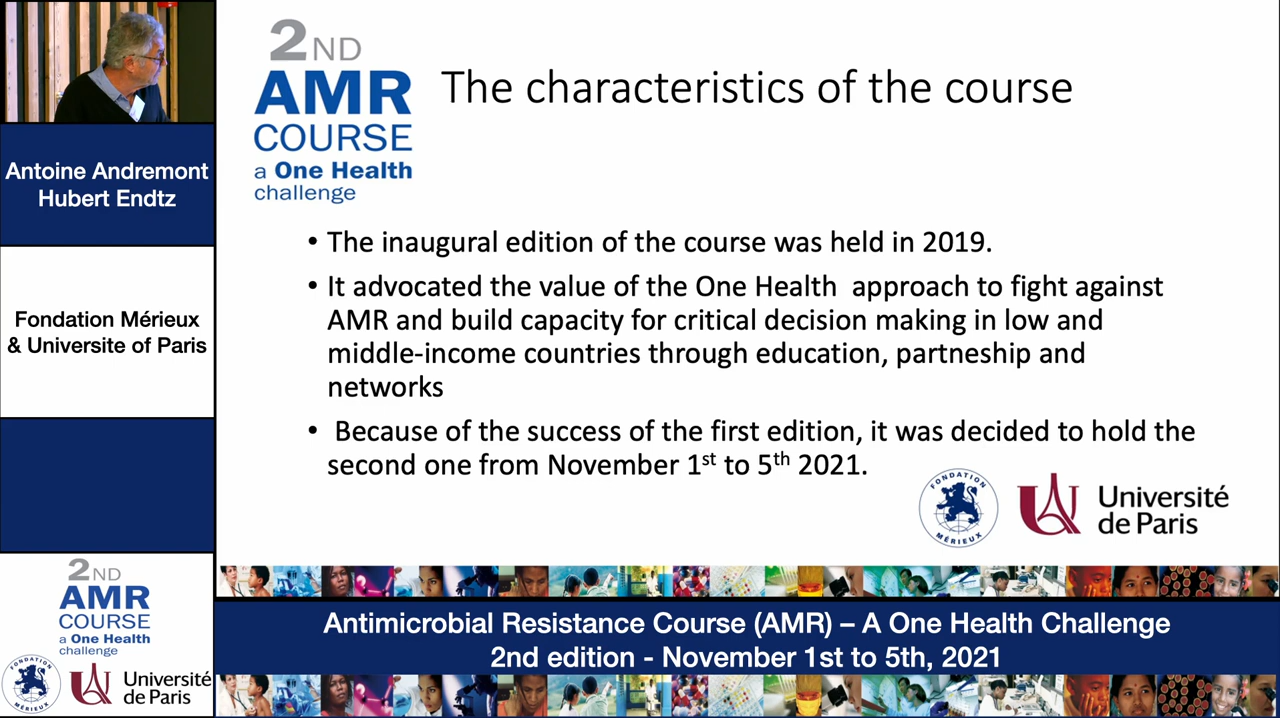 Antoine Andremont
Hubert Endtz
Fondation Mérieux
& Universite of Paris
2ND
AMR
COURSE
a One Health
challenge
FONDATION
MÉRIEUX
Université
de Paris
2ND
AMR
COURSE
a One Health
challenge
The characteristics of the course
• The inaugural edition of the course was held in 2019.
• It advocated the value of the One Health approach to fight against
AMR and build capacity for critical decision making in low and
middle-income countries through education, partneship and
networks
• Because of the success of the first edition, it was decided to hold the
second one from November 1st to 5th 2021.
FONDATION
MÉRIEUX
Université
de Paris
Antimicrobial Resistance Course (AMR) – A One Health Challenge
2nd edition - November 1st to 5th, 2021